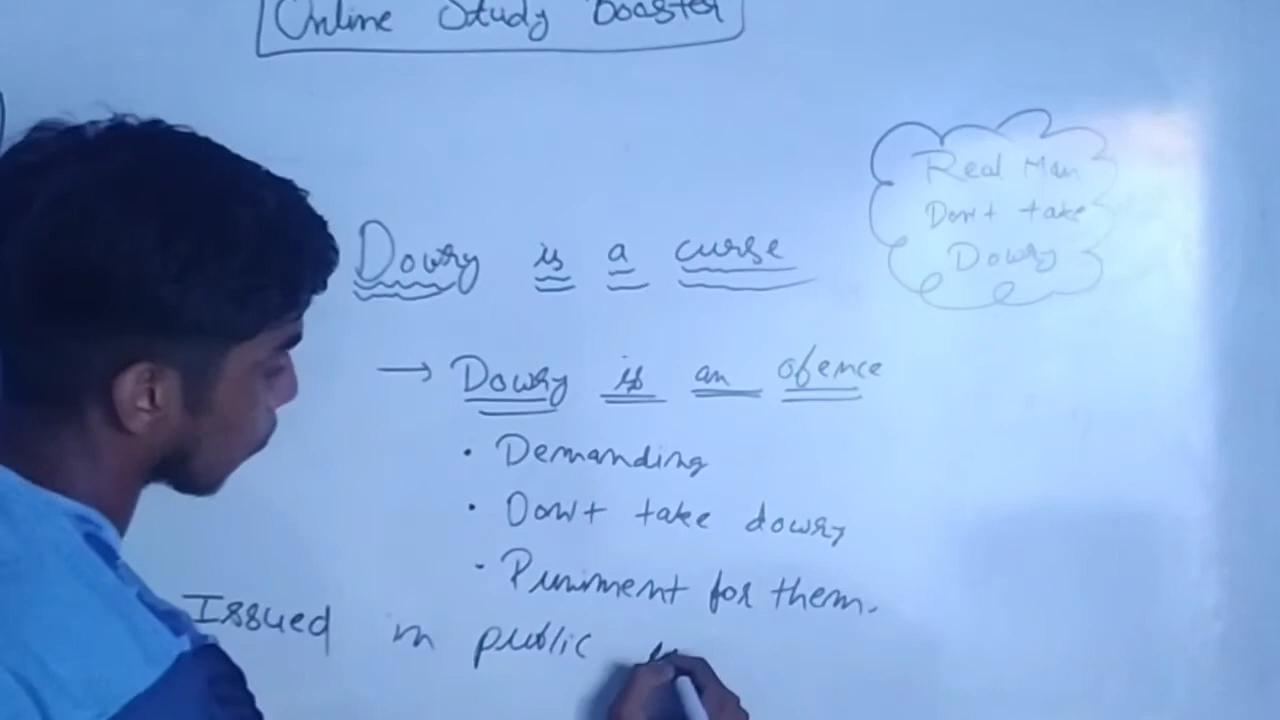 Online Study Booster
Real Man
Don't take
Dowry
Dowry is a curse
→ Dowry is an ofence
· Demanding
· Don't take dowry
· Puniment for them.
Issued in public